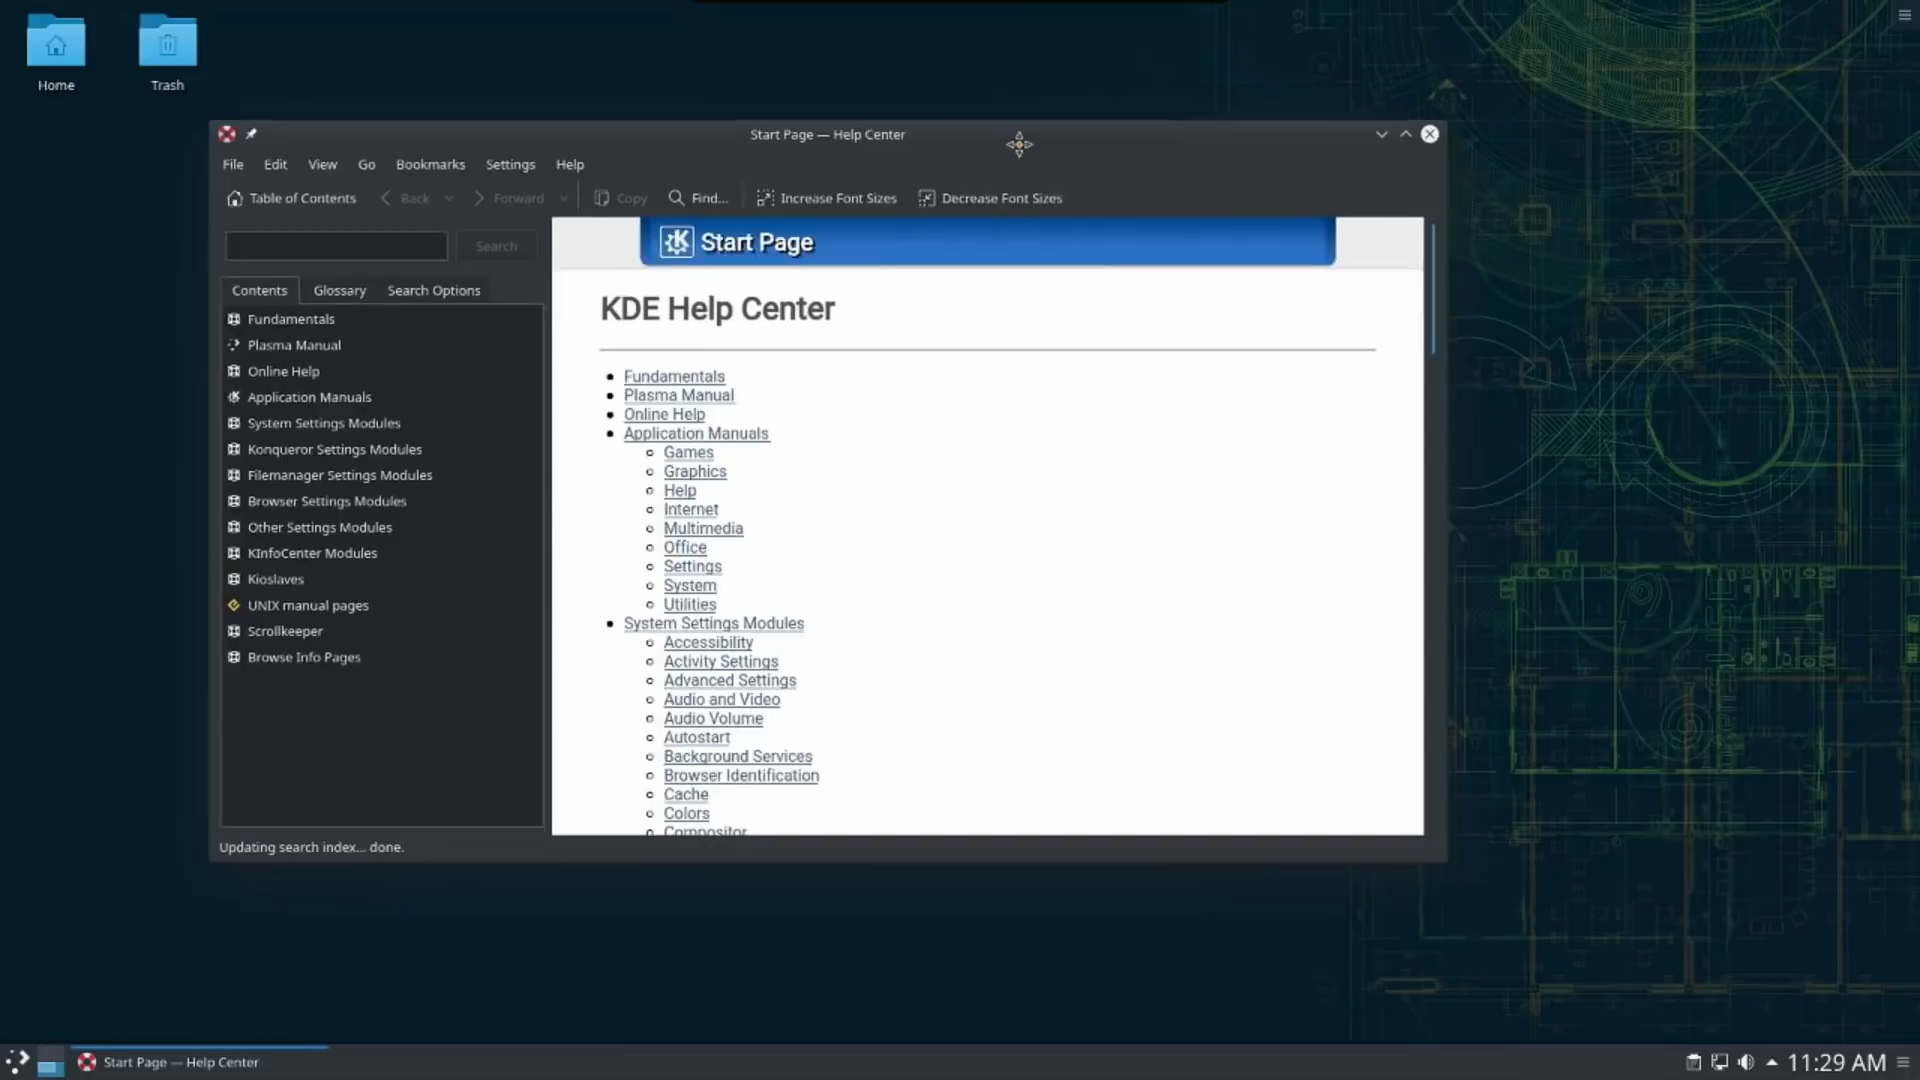 Home
Trash
Start Page — Help Center
File Edit View Go Bookmarks Settings Help
Table of Contents Back Forward Copy Find... Increase Font Sizes Decrease Font Sizes
Search
Contents Glossary Search Options
Fundamentals
Plasma Manual
Online Help
Application Manuals
System Settings Modules
Konqueror Settings Modules
Filemanager Settings Modules
Browser Settings Modules
Other Settings Modules
KInfoCenter Modules
Kioslaves
UNIX manual pages
Scrollkeeper
Browse Info Pages
Start Page
KDE Help Center
Fundamentals
Plasma Manual
Online Help
Application Manuals
Games
Graphics
Help
Internet
Multimedia
Office
Settings
System
Utilities
System Settings Modules
Accessibility
Activity Settings
Advanced Settings
Audio and Video
Audio Volume
Autostart
Background Services
Browser Identification
Cache
Colors
Compositor
Updating search index... done.
Start Page — Help Center
11:29 AM